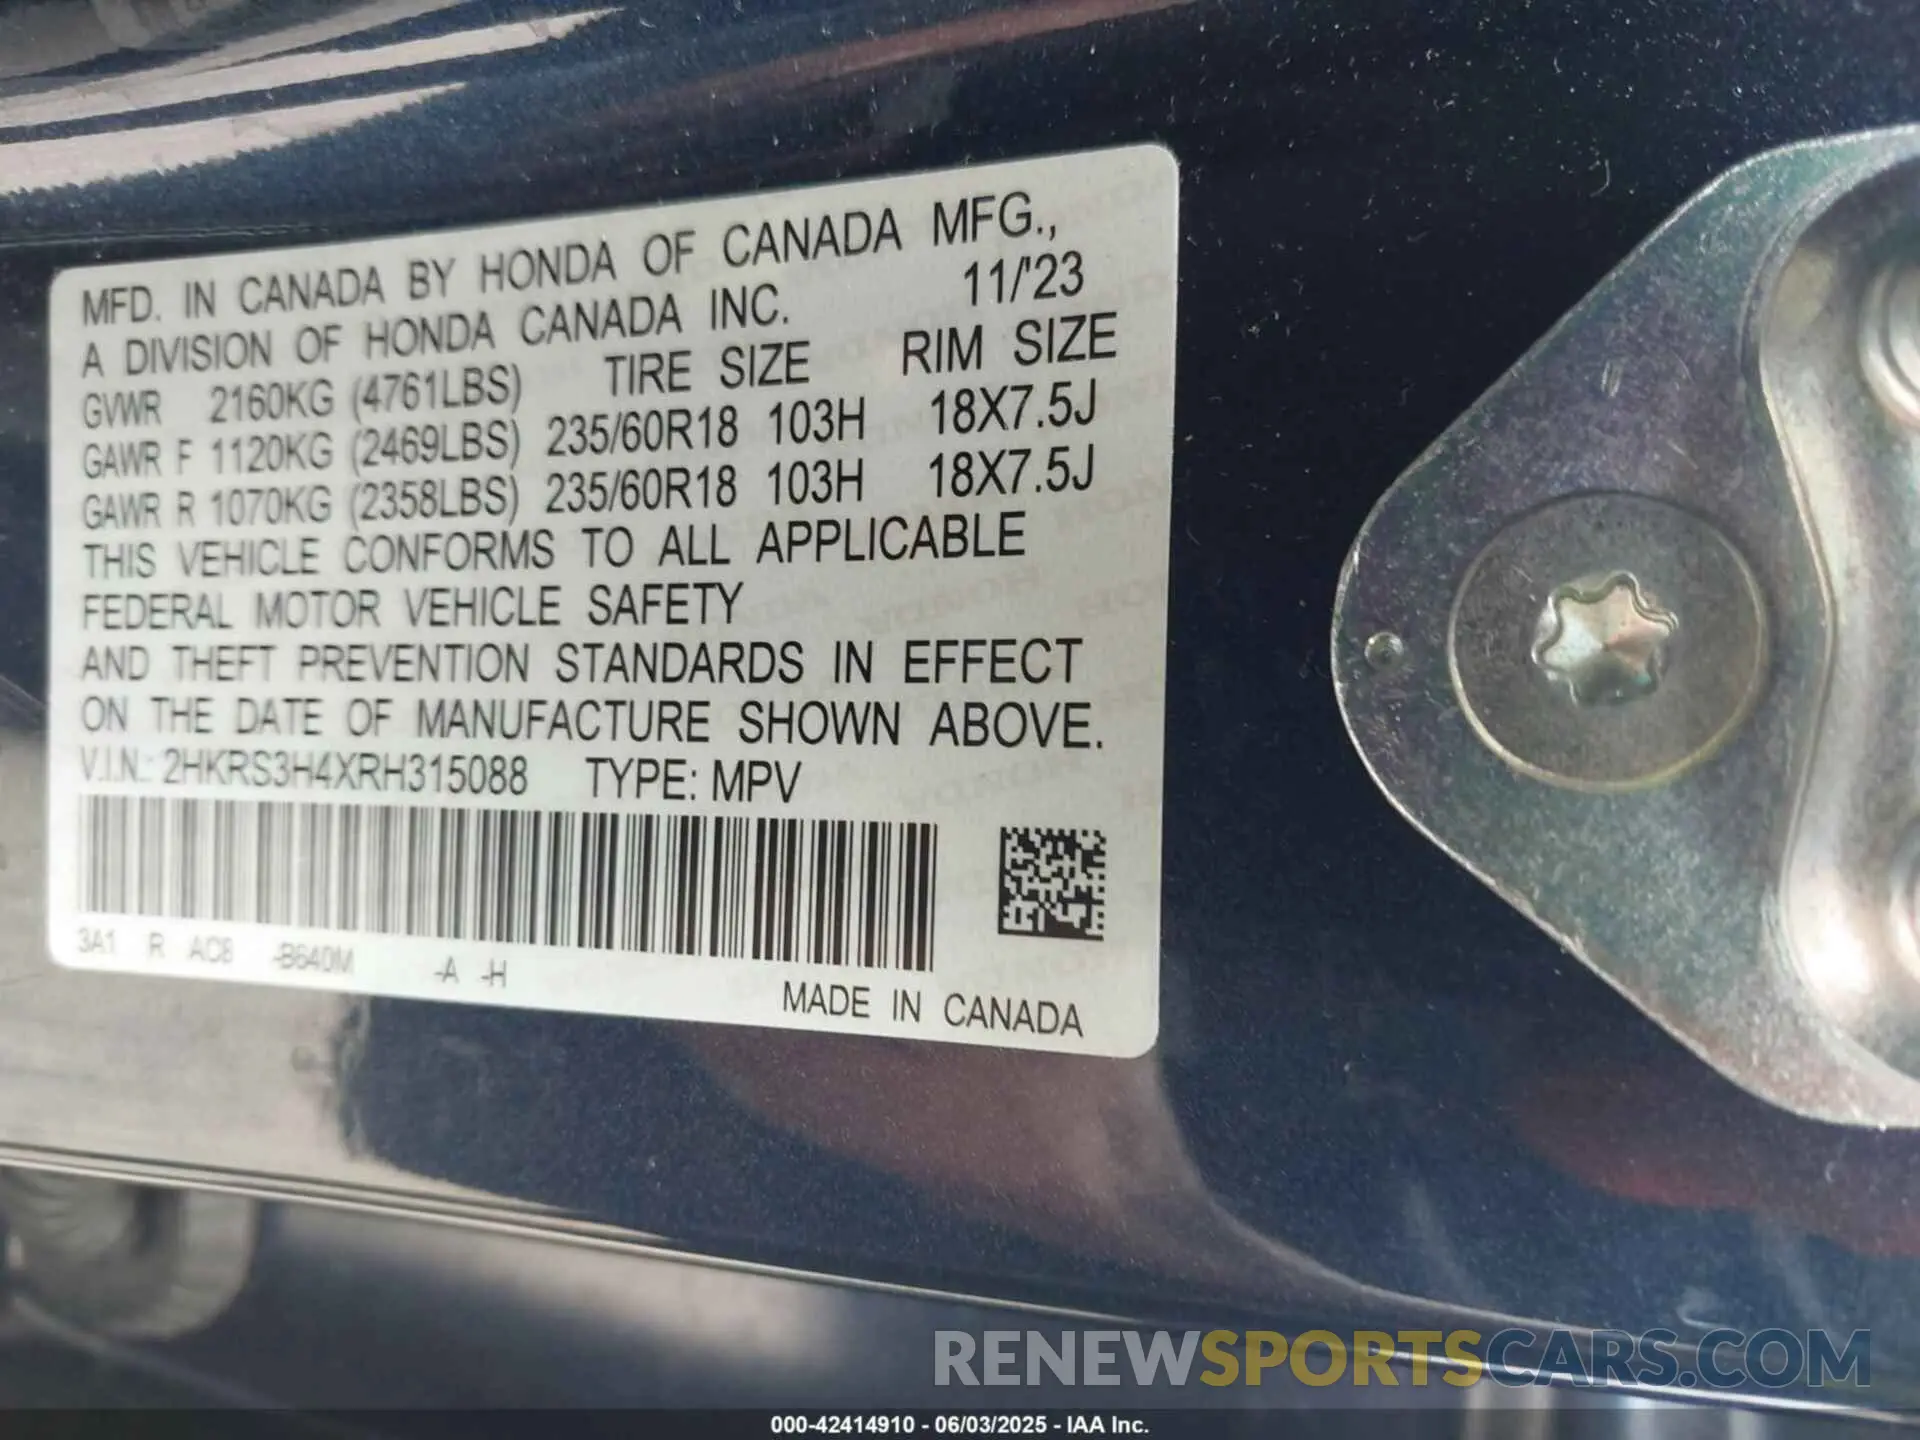 MFD. IN CANADA BY HONDA OF CANADA MFG.,
A DIVISION OF HONDA CANADA INC. 11/'23
GVWR 2160KG (4761LBS) TIRE SIZE RIM SIZE
GAWR F 1120KG (2469LBS) 235/60R18 103H 18X7.5J
GAWR R 1070KG (2358LBS) 235/60R18 103H 18X7.5J
THIS VEHICLE CONFORMS TO ALL APPLICABLE
FEDERAL MOTOR VEHICLE SAFETY
AND THEFT PREVENTION STANDARDS IN EFFECT
ON THE DATE OF MANUFACTURE SHOWN ABOVE.
V.I.N.: 2HKRS3H4XRH315088 TYPE: MPV
3A1 R AC8 -B640M -A -H
MADE IN CANADA
RENEWSPORTSCARS.COM
000-42414910 - 06/03/2025 - IAA Inc.